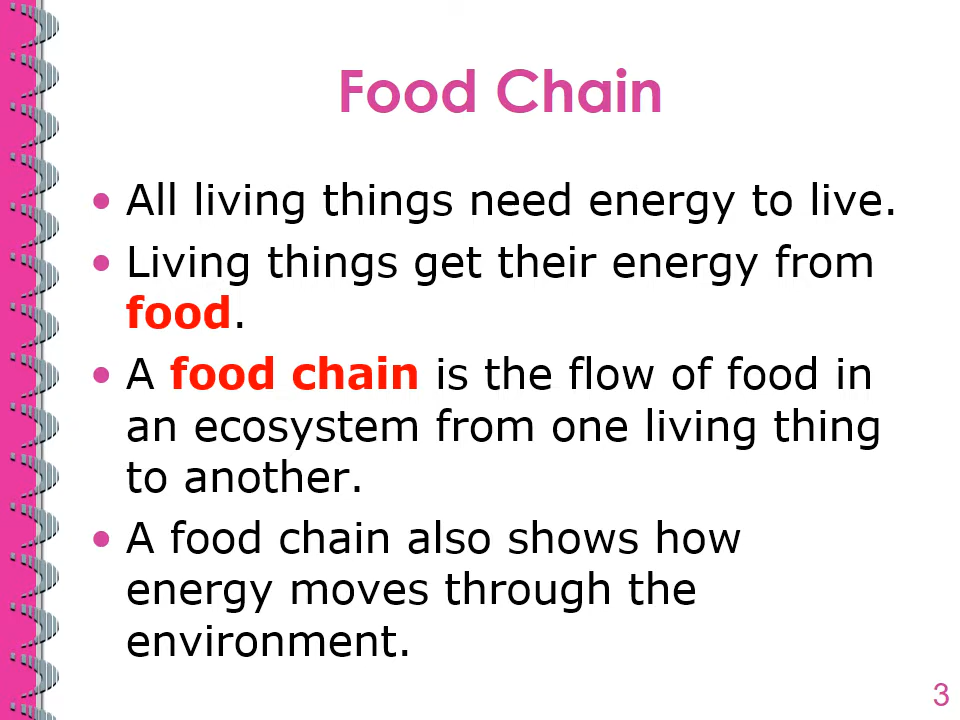 Food Chain
• All living things need energy to live.
• Living things get their energy from
food.
• A food chain is the flow of food in
an ecosystem from one living thing
to another.
• A food chain also shows how
energy moves through the
environment.
3